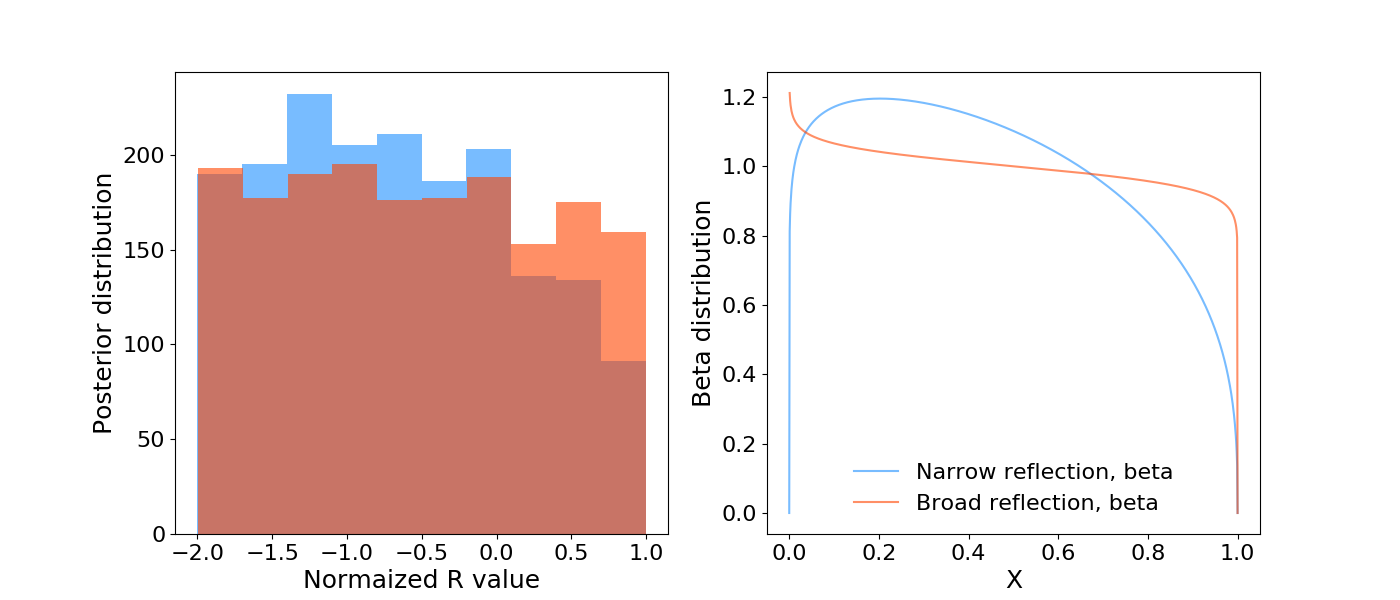 Posterior distribution
200
150
100
50
0
−2.0 −1.5 −1.0 −0.5 0.0 0.5 1.0
Normaized R value
Beta distribution
1.2
1.0
0.8
0.6
0.4
0.2
0.0
0.0 0.2 0.4 0.6 0.8 1.0
X
Narrow reflection, beta
Broad reflection, beta